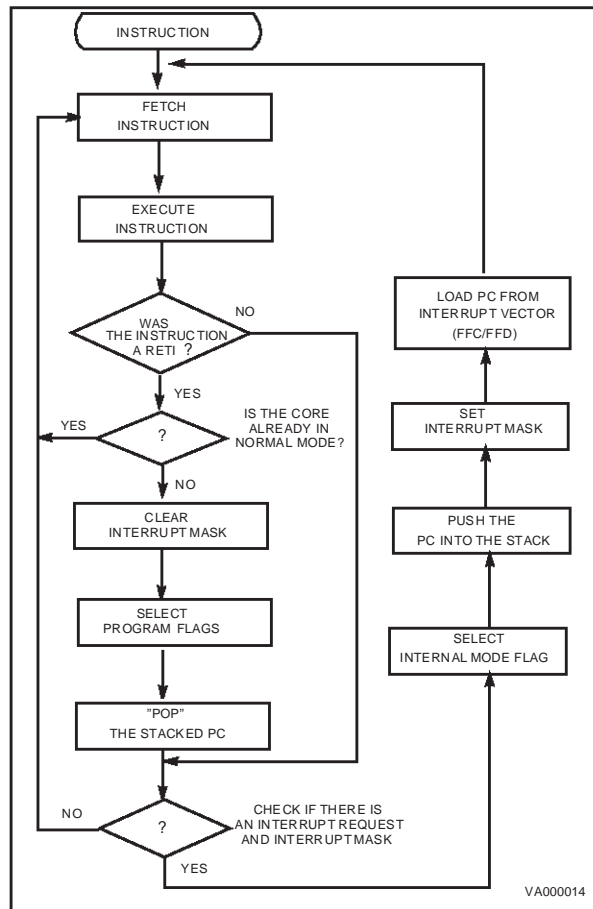 INSTRUCTION
FETCH
INSTRUCTION
EXECUTE
INSTRUCTION
WAS
THE INSTRUCTION
A RETI ?
NO
YES
YES
?
IS THE CORE
ALREADY IN
NORMAL MODE?
NO
CLEAR
INTERRUPT MASK
SELECT
PROGRAM FLAGS
"POP"
THE STACKED PC
NO
?
CHECK IF THERE IS
AN INTERRUPT REQUEST
AND INTERRUPT MASK
YES
SELECT
INTERNAL MODE FLAG
PUSH THE
PC INTO THE STACK
SET
INTERRUPT MASK
LOAD PC FROM
INTERRUPT VECTOR
(FFC/FFD)
VA000014